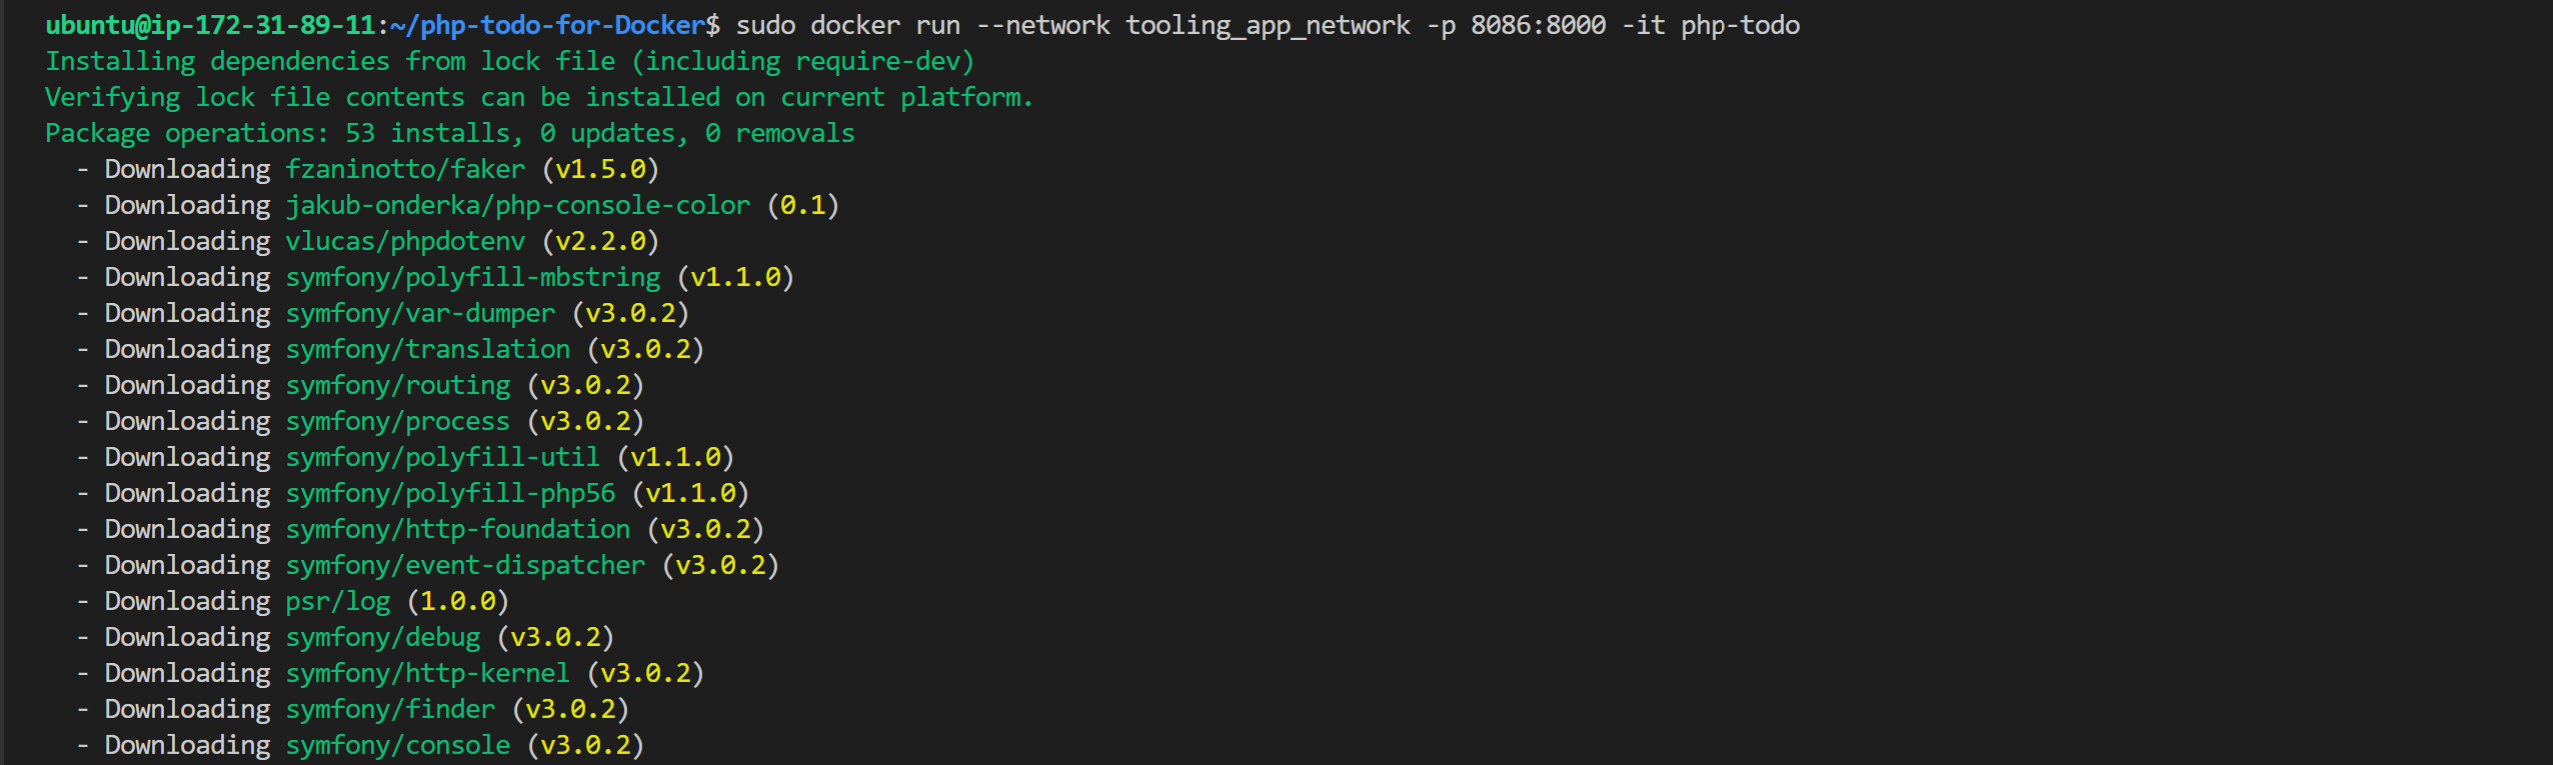 ubuntu@ip-172-31-89-11:~/php-todo-for-Docker$ sudo docker run --network tooling_app_network -p 8086:8000 -it php-todo
Installing dependencies from lock file (including require-dev)
Verifying lock file contents can be installed on current platform.
Package operations: 53 installs, 0 updates, 0 removals
  - Downloading fzaninotto/faker (v1.5.0)
  - Downloading jakub-onderka/php-console-color (0.1)
  - Downloading vlucas/phpdotenv (v2.2.0)
  - Downloading symfony/polyfill-mbstring (v1.1.0)
  - Downloading symfony/var-dumper (v3.0.2)
  - Downloading symfony/translation (v3.0.2)
  - Downloading symfony/routing (v3.0.2)
  - Downloading symfony/process (v3.0.2)
  - Downloading symfony/polyfill-util (v1.1.0)
  - Downloading symfony/polyfill-php56 (v1.1.0)
  - Downloading symfony/http-foundation (v3.0.2)
  - Downloading symfony/event-dispatcher (v3.0.2)
  - Downloading psr/log (1.0.0)
  - Downloading symfony/debug (v3.0.2)
  - Downloading symfony/http-kernel (v3.0.2)
  - Downloading symfony/finder (v3.0.2)
  - Downloading symfony/console (v3.0.2)